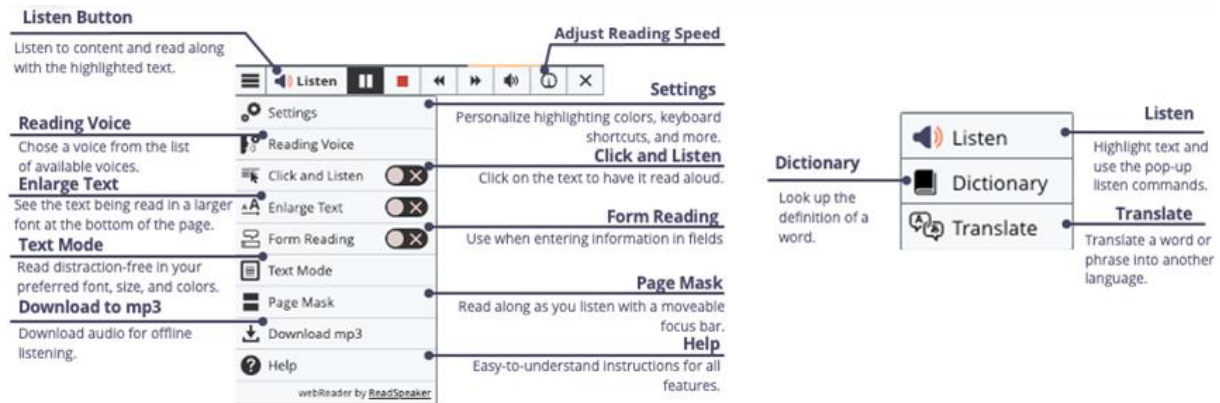 Listen Button
Listen to content and read along
with the highlighted text.
Adjust Reading Speed
Listen
Settings
Reading Voice
Click and Listen
Enlarge Text
Form Reading
Text Mode
Page Mask
Download mp3
Help
webReader by ReadSpeaker
Reading Voice
Chose a voice from the list
of available voices.
Enlarge Text
See the text being read in a larger
font at the bottom of the page.
Text Mode
Read distraction-free in your
preferred font, size, and colors.
Download to mp3
Download audio for offline
listening.
Settings
Personalize highlighting colors, keyboard
shortcuts, and more.
Click and Listen
Click on the text to have it read aloud.
Form Reading
Use when entering information in fields
Page Mask
Read along as you listen with a moveable
focus bar.
Help
Easy-to-understand instructions for all
features.
Dictionary
Look up the
definition of a
word.
Listen
Dictionary
Translate
Listen
Highlight text and
use the pop-up
listen commands.
Translate
Translate a word or
phrase into another
language.